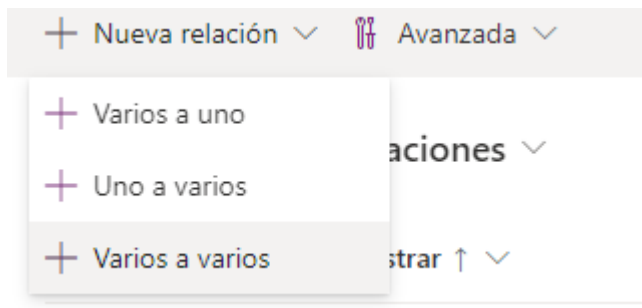 Nueva relación Avanzada
Varios a uno
aciones
Uno a varios
Varios a varios
strar ↑